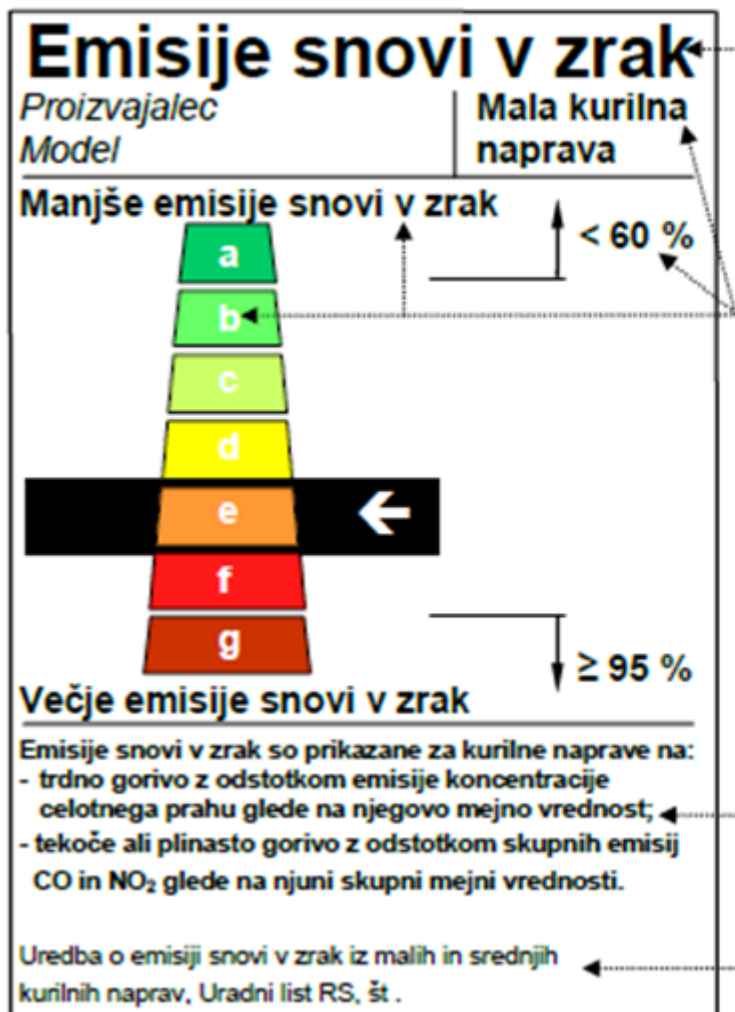 Emisije snovi v zrak
Proizvajalec
Model
Mala kurilna
naprava
Manjše emisije snovi v zrak
< 60 %
a
b
c
d
e
f
g
≥ 95 %
Večje emisije snovi v zrak
Emisije snovi v zrak so prikazane za kurilne naprave na:
- trdno gorivo z odstotkom emisije koncentracije
celotnega prahu glede na njegovo mejno vrednost;
- tekoče ali plinasto gorivo z odstotkom skupnih emisij
CO in NO₂ glede na njuni skupni mejni vrednosti.
Uredba o emisiji snovi v zrak iz malih in srednjih
kurilnih naprav, Uradni list RS, št .